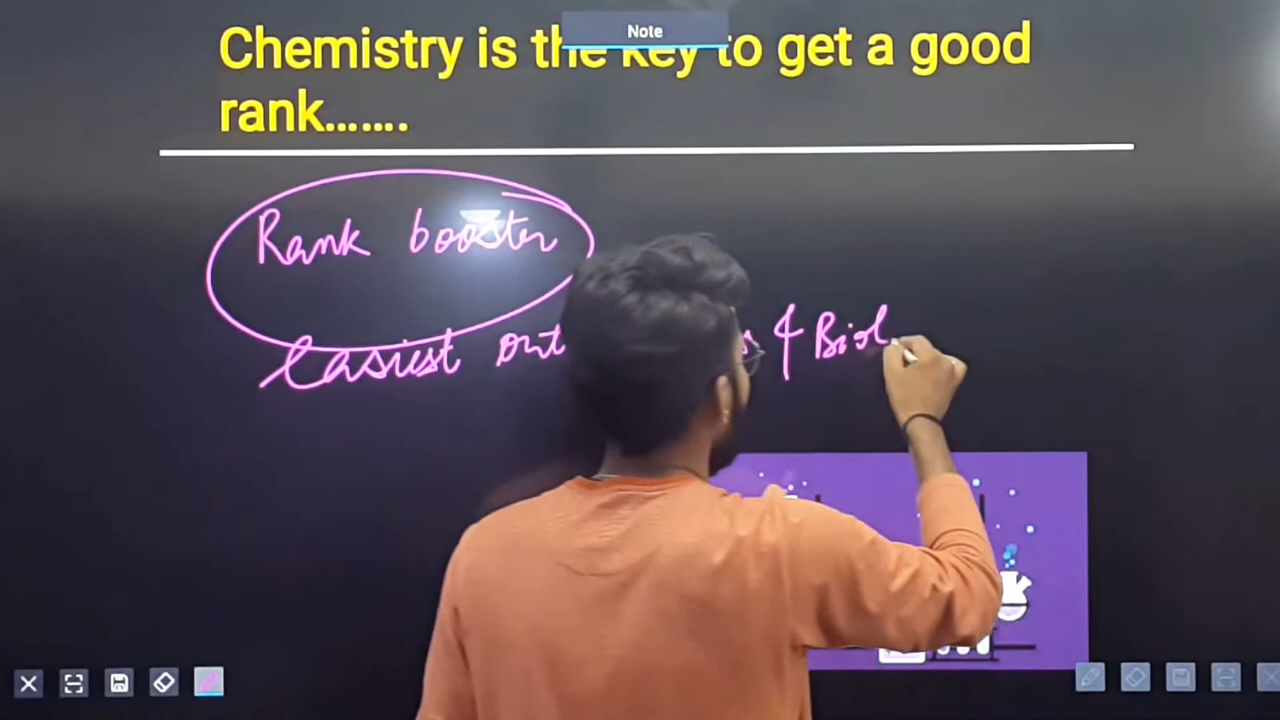 Note
Chemistry is the key to get a good
rank.......
Rank booster
easiest out & Biol